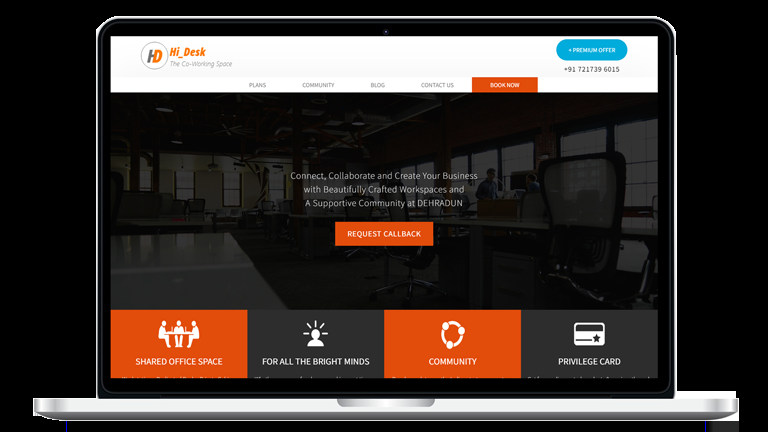 HD
Hi_Desk
The Co-Working Space
+ PREMIUM OFFER
+91 721739 6015
PLANS
COMMUNITY
BLOG
CONTACT US
BOOK NOW
Connect, Collaborate and Create Your Business
with Beautifully Crafted Workspaces and
A Supportive Community at DEHRADUN
REQUEST CALLBACK
SHARED OFFICE SPACE
FOR ALL THE BRIGHT MINDS
COMMUNITY
PRIVILEGE CARD